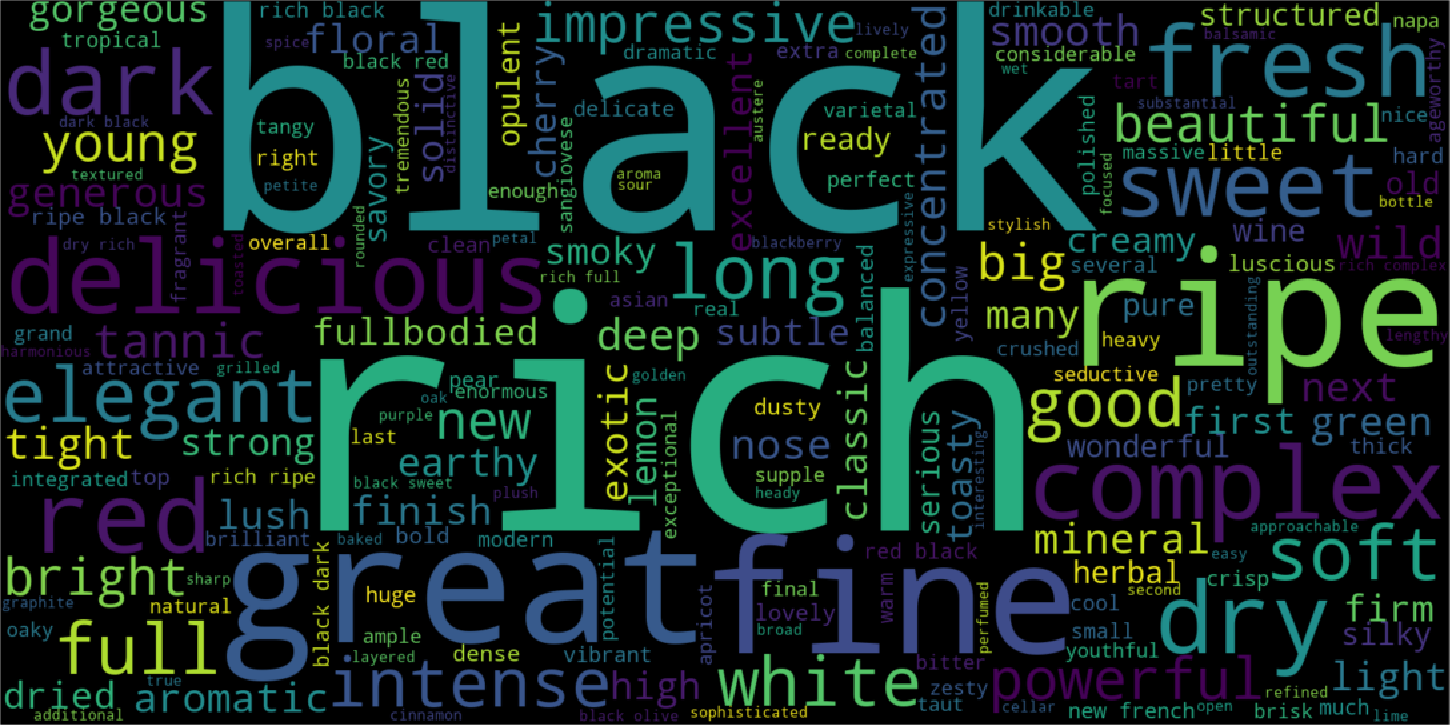 gorgeous
rich black
impressive
lively
drinkable
structured
napa
tropical
spice
floral
dramatic
extra
complete
smooth
balsamic
black red
considerable
wet
dark
black
opulent
cherry
concentrated
fresh
tart
dark black
tangy
solid
distinctive
delicate
excellent
austere
varietal
substantial
nice
ageworthy
young
right
savory
tremendous
sangiovese
ready
polished
beautiful
massive
little
hard
textured
petite
enough
aroma
sour
perfect
focused
sweet
old
generous
bottle
ripe black
fragrant
rounded
stylish
dry rich
toasted
overall
clean
petal
smoky
blackberry
expressive
creamy
wine
wild
delicious
rich full
long
big
several
luscious
rich complex
asian
real
balanced
yellow
many
pure
outstanding
ripe
grand
tannic
fullbodied
deep
subtle
crushed
heavy
lengthy
harmonious
attractive
grilled
pear
enormous
golden
seductive
pretty
next
elegant
oak
purple
new
exotic
lemon
exceptional
dusty
classic
good
first
green
tight
strong
last
rich
nose
serious
toasty
interesting
wonderful
thick
integrated
top
rich ripe
earthy
black sweet
plush
supple
heady
complex
red
lush
finish
brilliant
baked
bold
modern
mineral
approachable
soft
red black
easy
bright
sharp
black dark
great
potential
fine
final
warm
herbal
second
crisp
graphite
natural
huge
apricot
lovely
perfumed
cool
dry
firm
oaky
full
ample
broad
small
silky
layered
dense
vibrant
youthful
true
intense
high
white
bitter
zesty
powerful
light
dried
aromatic
refined
additional
cinnamon
black olive
sophisticated
taut
cellar
new french
open
brisk
much
lime